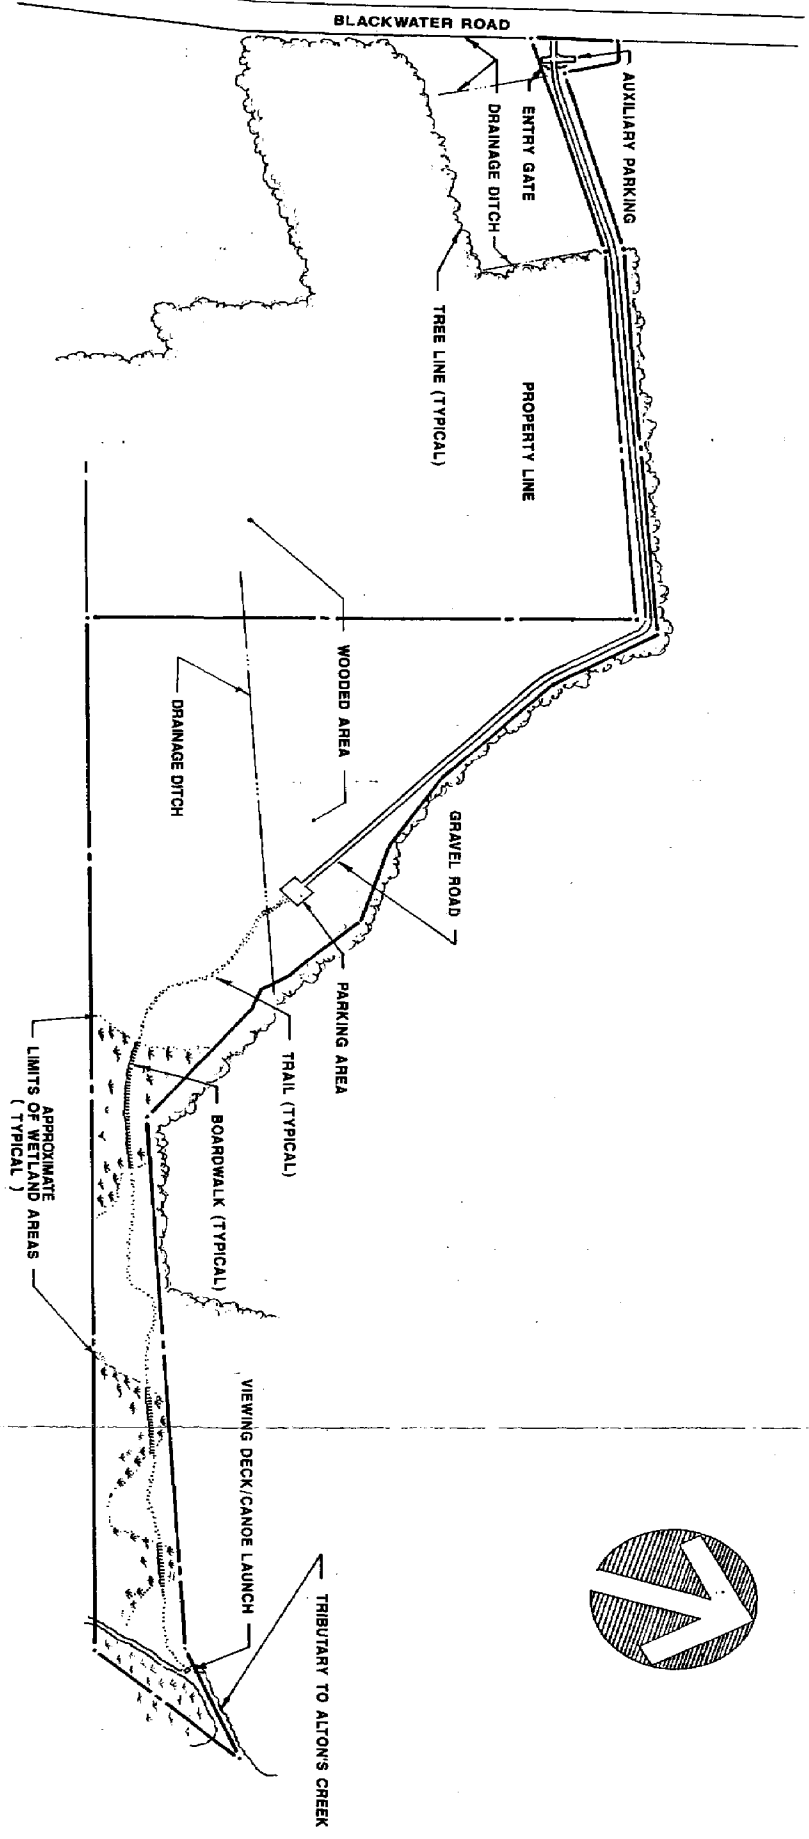 BLACKWATER ROAD
AUXILIARY PARKING
ENTRY GATE
DRAINAGE DITCH
TREE LINE (TYPICAL)
PROPERTY LINE
WOODED AREA
DRAINAGE DITCH
GRAVEL ROAD
PARKING AREA
TRAIL (TYPICAL)
BOARDWALK (TYPICAL)
APPROXIMATE
LIMITS OF WETLAND AREAS
( TYPICAL )
VIEWING DECK/CANOE LAUNCH
TRIBUTARY TO ALTON'S CREEK